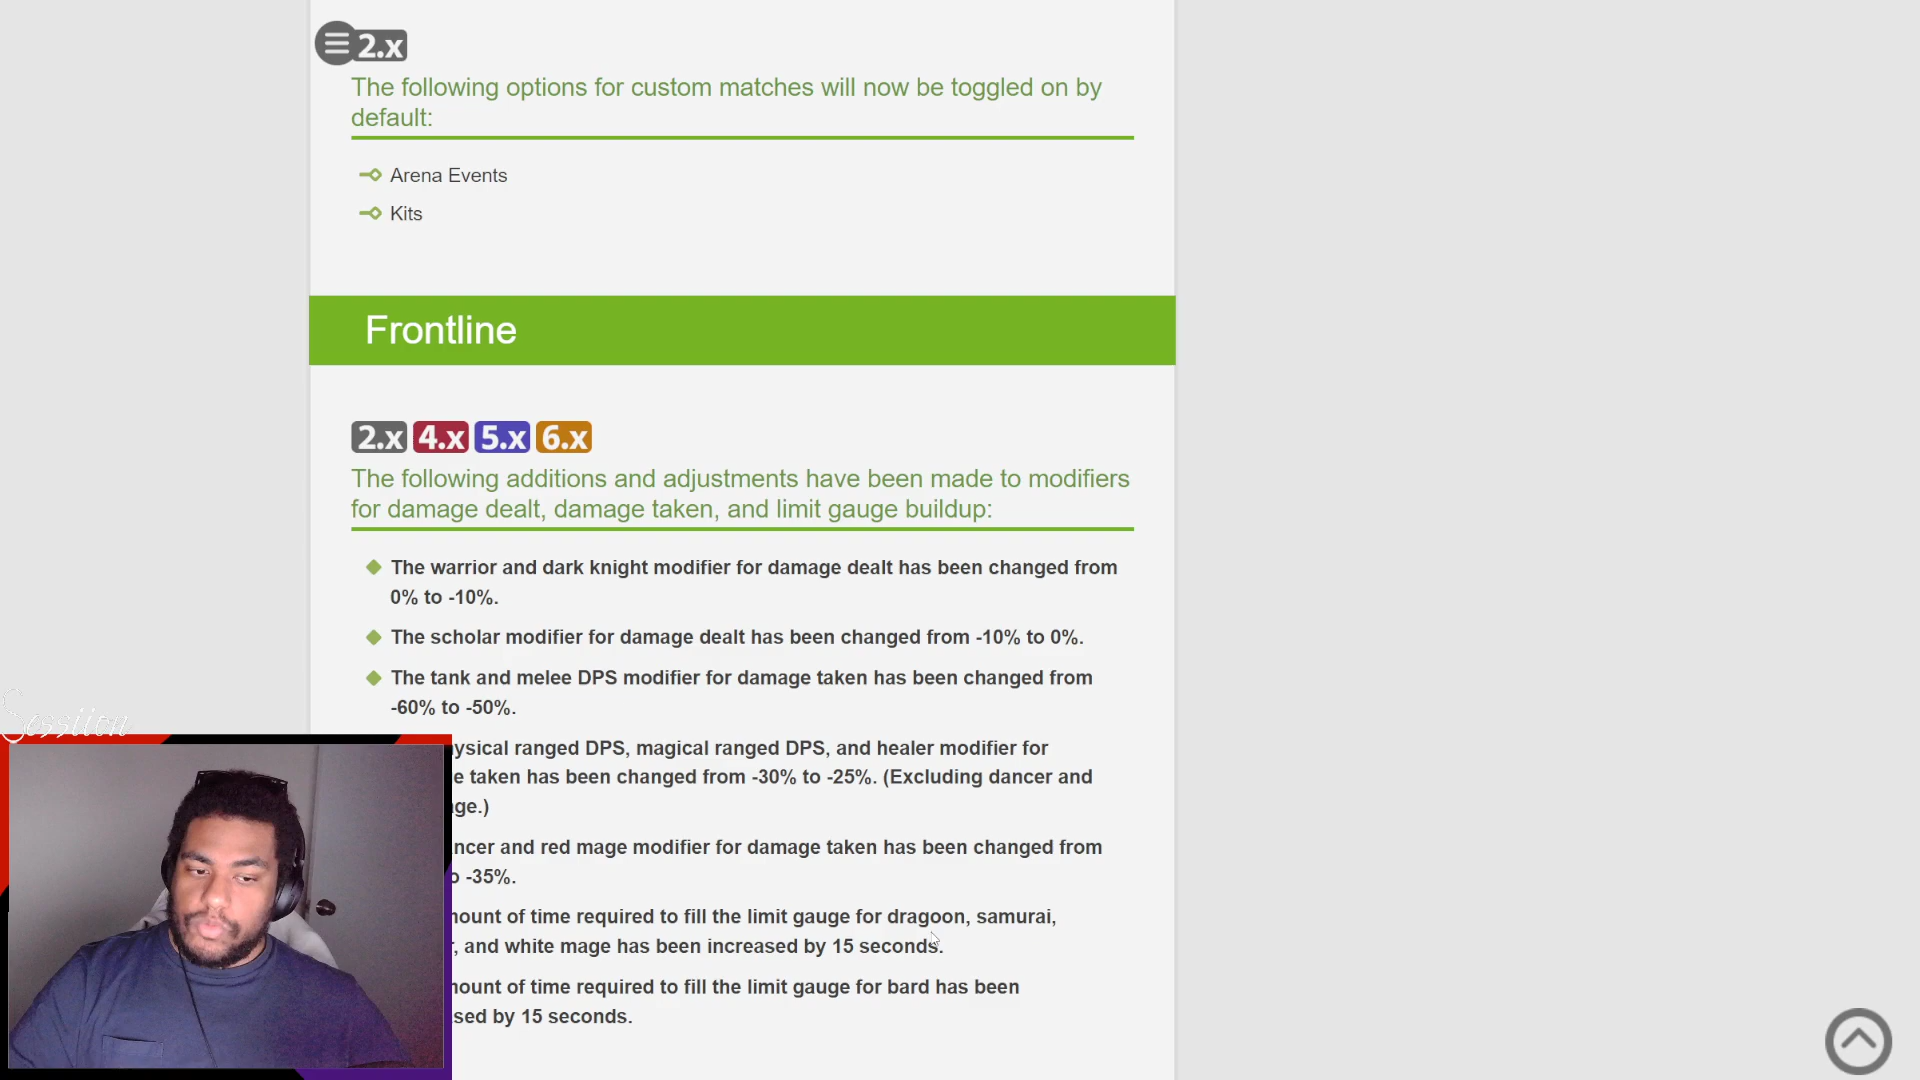 2.x
The following options for custom matches will now be toggled on by
default:
Arena Events
Kits
Frontline
2.x 4.x 5.x 6.x
The following additions and adjustments have been made to modifiers
for damage dealt, damage taken, and limit gauge buildup:
The warrior and dark knight modifier for damage dealt has been changed from
0% to -10%.
The scholar modifier for damage dealt has been changed from -10% to 0%.
The tank and melee DPS modifier for damage taken has been changed from
-60% to -50%.
ysical ranged DPS, magical ranged DPS, and healer modifier for
e taken has been changed from -30% to -25%. (Excluding dancer and
ge.)
ncer and red mage modifier for damage taken has been changed from
o -35%.
ount of time required to fill the limit gauge for dragoon, samurai,
, and white mage has been increased by 15 seconds.
ount of time required to fill the limit gauge for bard has been
sed by 15 seconds.
Sessiion